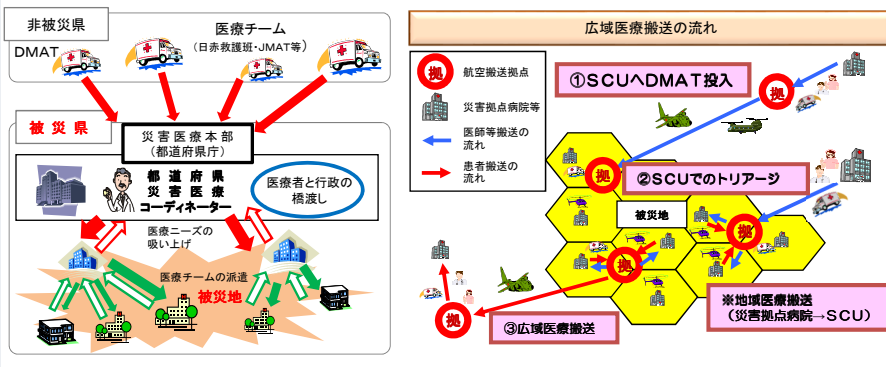 非被災県
DMAT
医療チーム
(日赤救護班・JMAT等)
被災県
災害医療本部
(都道府県庁)
都道府県
災害医療
コーディネーター
医療者と行政の
橋渡し
医療ニーズの
吸い上げ
医療チームの派遣
被災地
広域医療搬送の流れ
拠
航空搬送拠点
災害拠点病院等
医師等搬送の
流れ
患者搬送の
流れ
①SCUへDMAT投入
拠
拠
②SCUでのトリアージ
被災地
拠
拠
拠
③広域医療搬送
※地域医療搬送
(災害拠点病院→SCU)